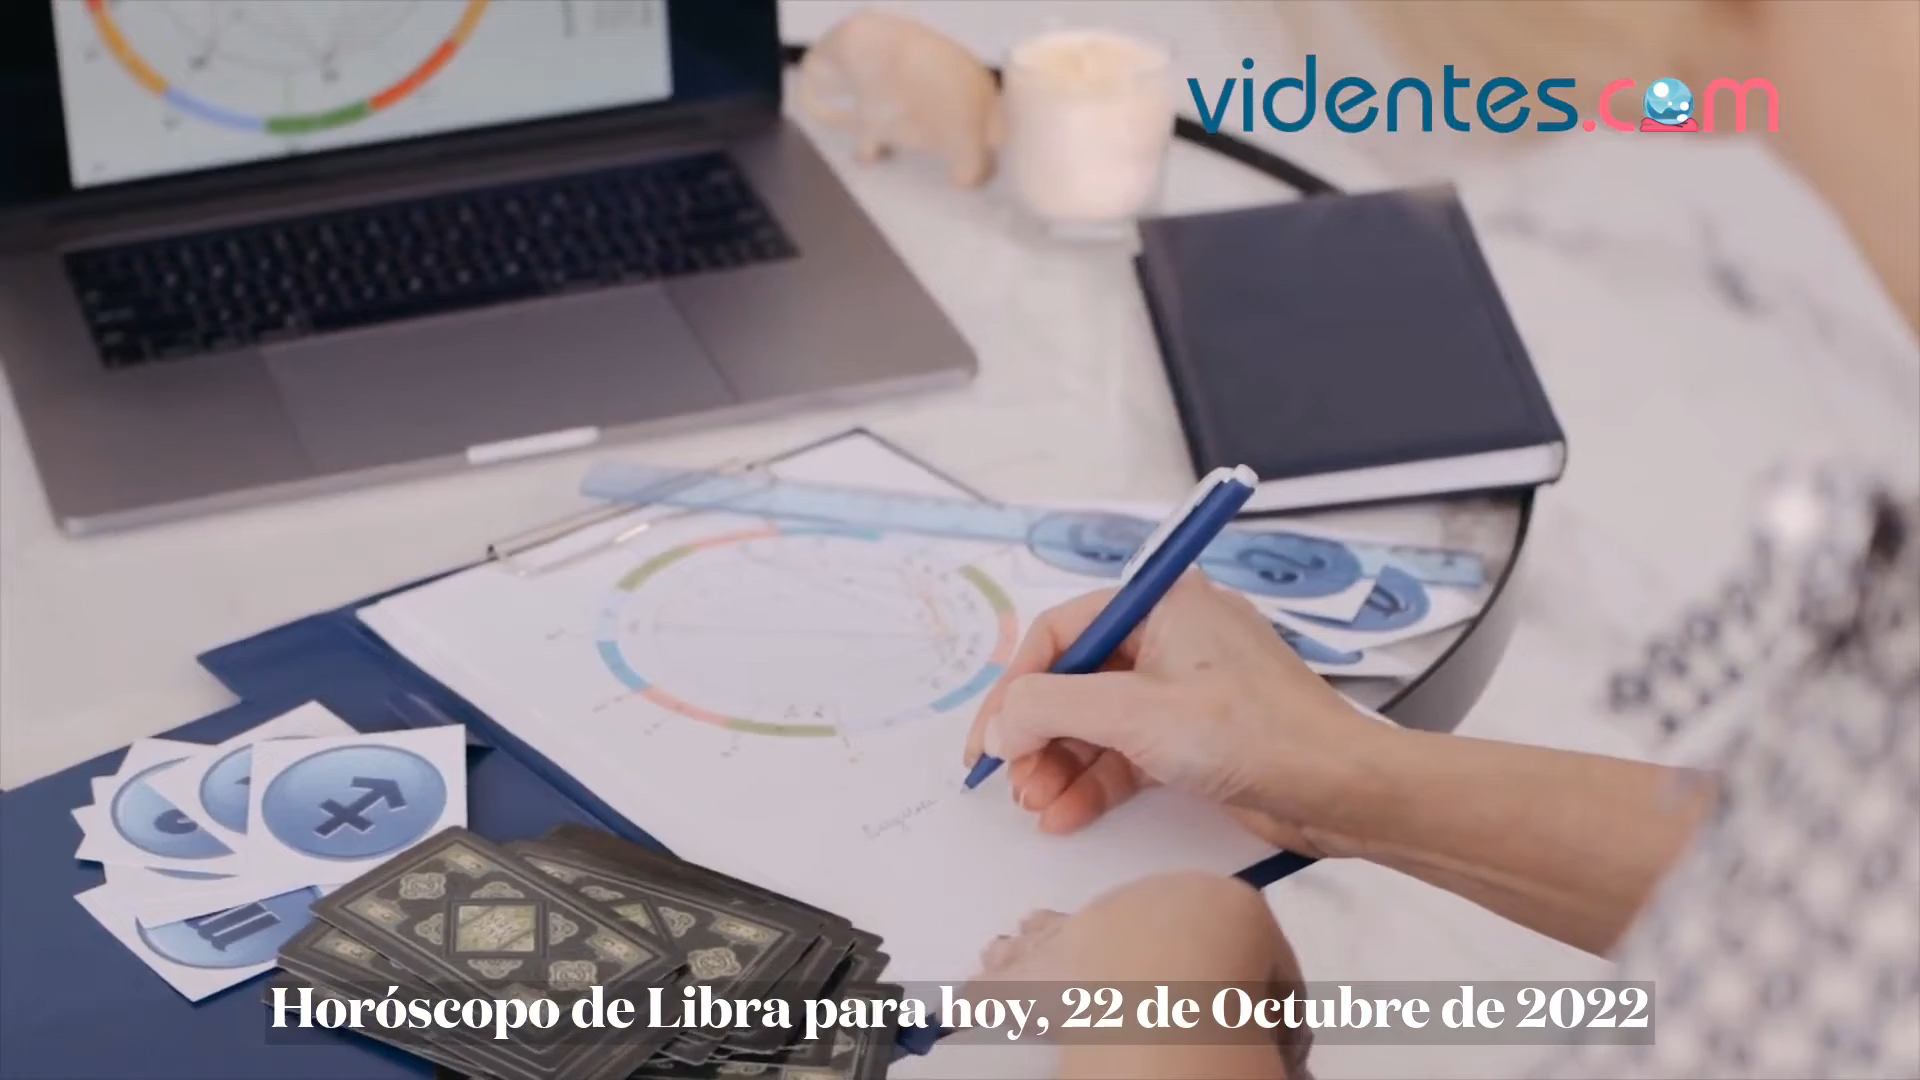 videntes.com
Horóscopo de Libra para hoy, 22 de Octubre de 2022